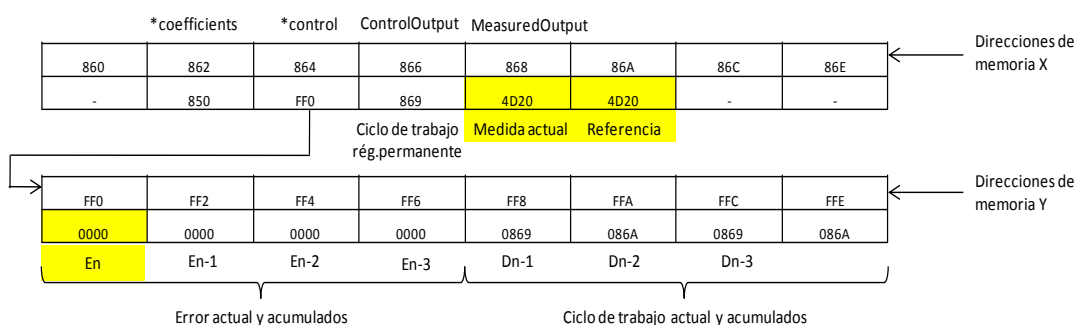 *coefficients *control ControlOutput MeasuredOutput
860 862 864 866 868 86A 86C 86E
Direcciones de
memoria X
- 850 FF0 869 4D20 4D20 - -
Ciclo de trabajo Medida actual Referencia
rég.permanente
FF0 FF2 FF4 FF6 FF8 FFA FFC FFE
Direcciones de
memoria Y
0000 0000 0000 0000 0869 086A 0869 086A
En En-1 En-2 En-3 Dn-1 Dn-2 Dn-3
Error actual y acumulados Ciclo de trabajo actual y acumulados